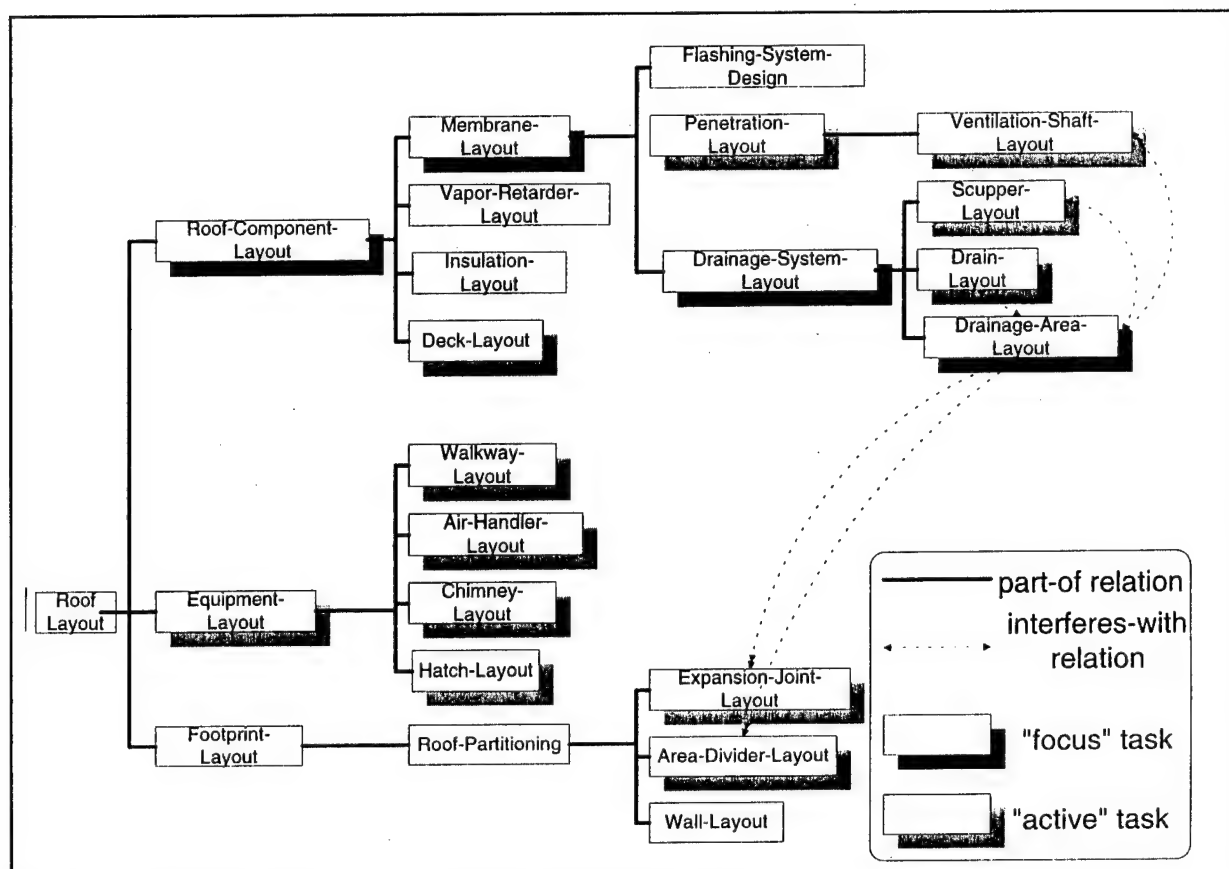 Flashing-System-
Design
Membrane-
Layout
Penetration-
Layout
Ventilation-Shaft-
Layout
Vapor-Retarder-
Layout
Scupper-
Layout
Roof-Component-
Layout
Insulation-
Layout
Drainage-System-
Layout
Drain-
Layout
Deck-Layout
Drainage-Area-
Layout
Walkway-
Layout
Air-Handler-
Layout
Roof
Layout
Equipment-
Layout
Chimney-
Layout
Hatch-Layout
Footprint-
Layout
Roof-Partitioning
Expansion-Joint-
Layout
Area-Divider-Layout
Wall-Layout
part-of relation
interferes-with
relation
"focus" task
"active" task